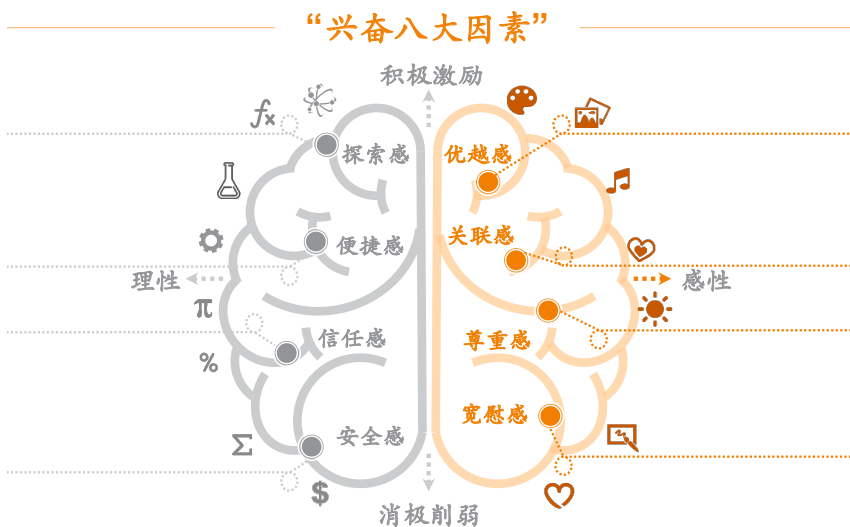 “兴奋八大因素”
积极激励
fx
探索感
优越感
便捷感
关联感
理性
感性
π
信任感
尊重感
%
宽慰感
安全感
Σ
$
消极削弱